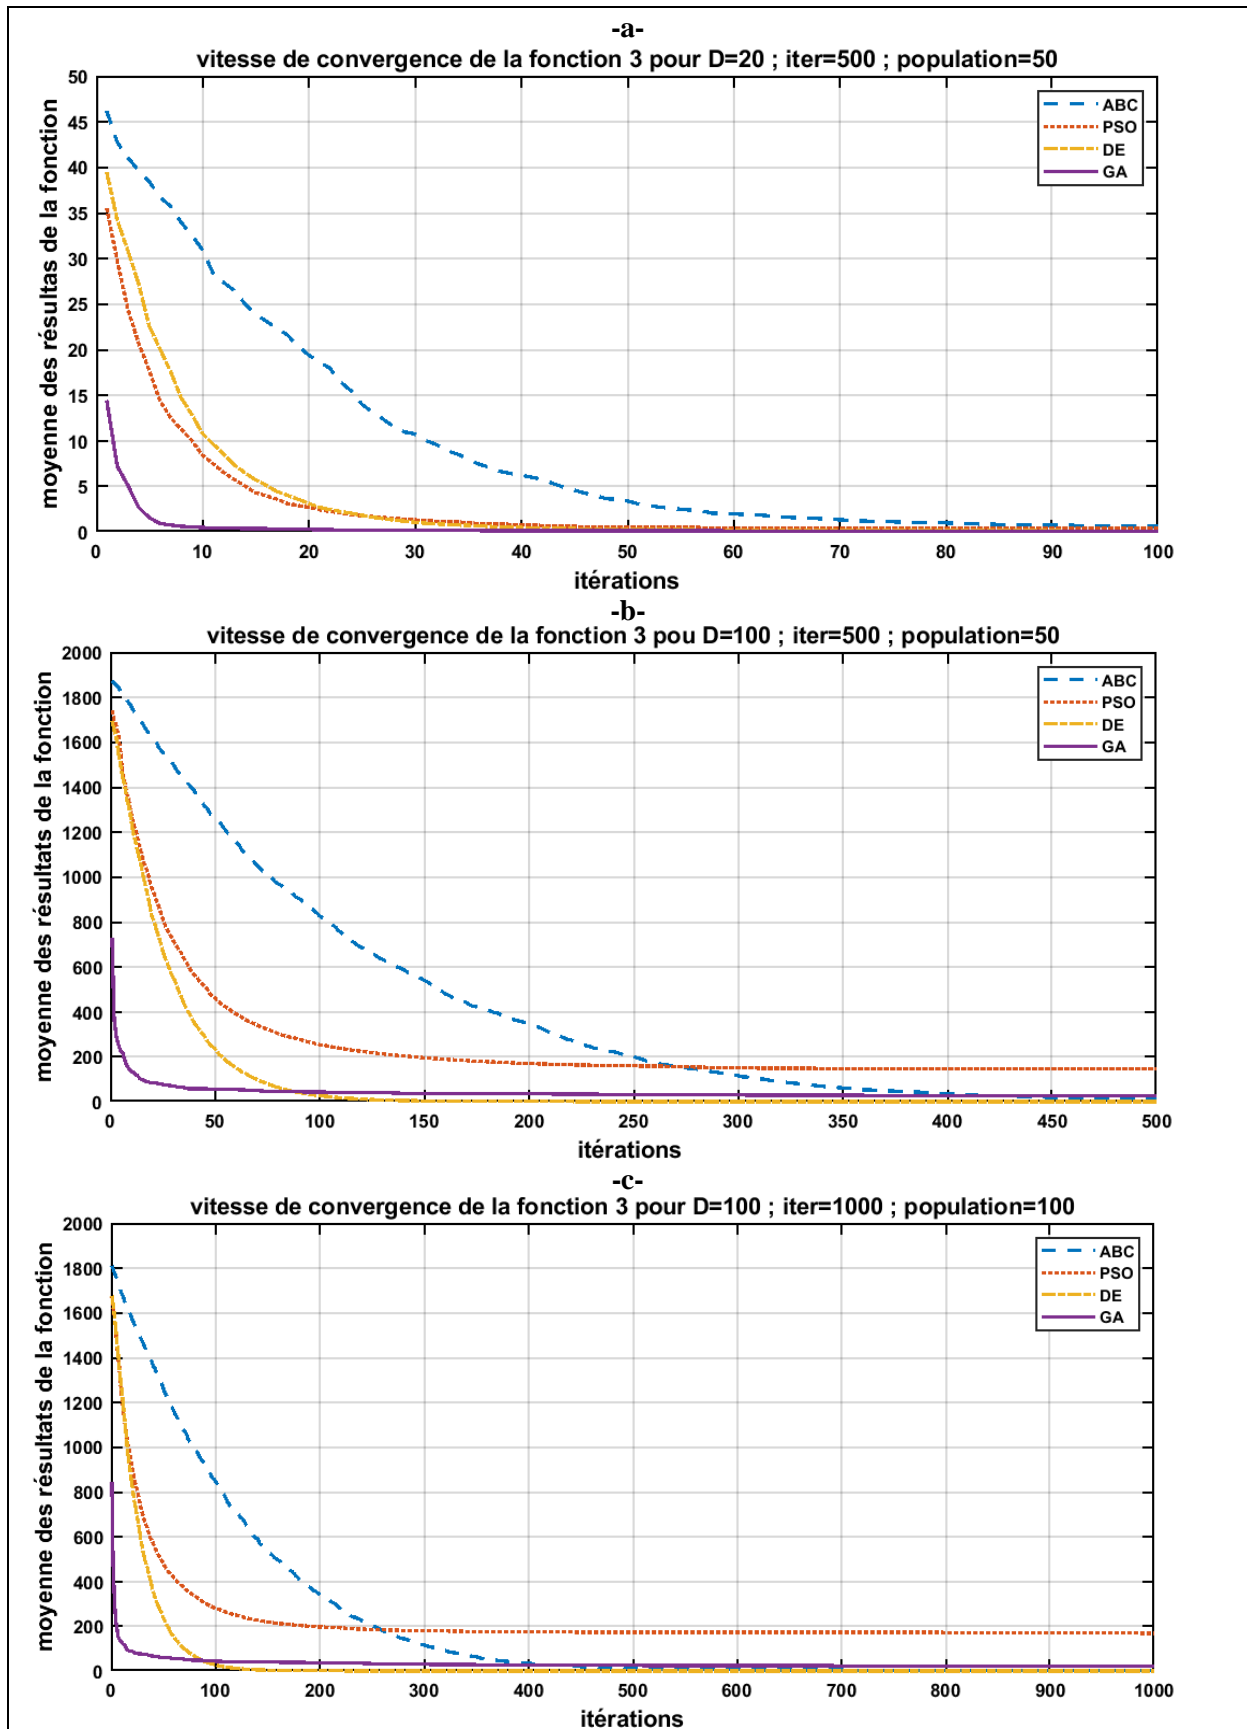 -a-
vitesse de convergence de la fonction 3 pour D=20 ; iter=500 ; population=50
moyenne des résultas de la fonction
50
45
40
35
30
25
20
15
10
5
0
0 10 20 30 40 50 60 70 80 90 100
itérations
ABC
PSO
DE
GA
-b-
vitesse de convergence de la fonction 3 pou D=100 ; iter=500 ; population=50
moyenne des résultats de la fonction
2000
1800
1600
1400
1200
1000
800
600
400
200
0
0 50 100 150 200 250 300 350 400 450 500
itérations
ABC
PSO
DE
GA
-c-
vitesse de convergence de la fonction 3 pour D=100 ; iter=1000 ; population=100
moyenne des résultats de la fonction
2000
1800
1600
1400
1200
1000
800
600
400
200
0
0 100 200 300 400 500 600 700 800 900 1000
itérations
ABC
PSO
DE
GA